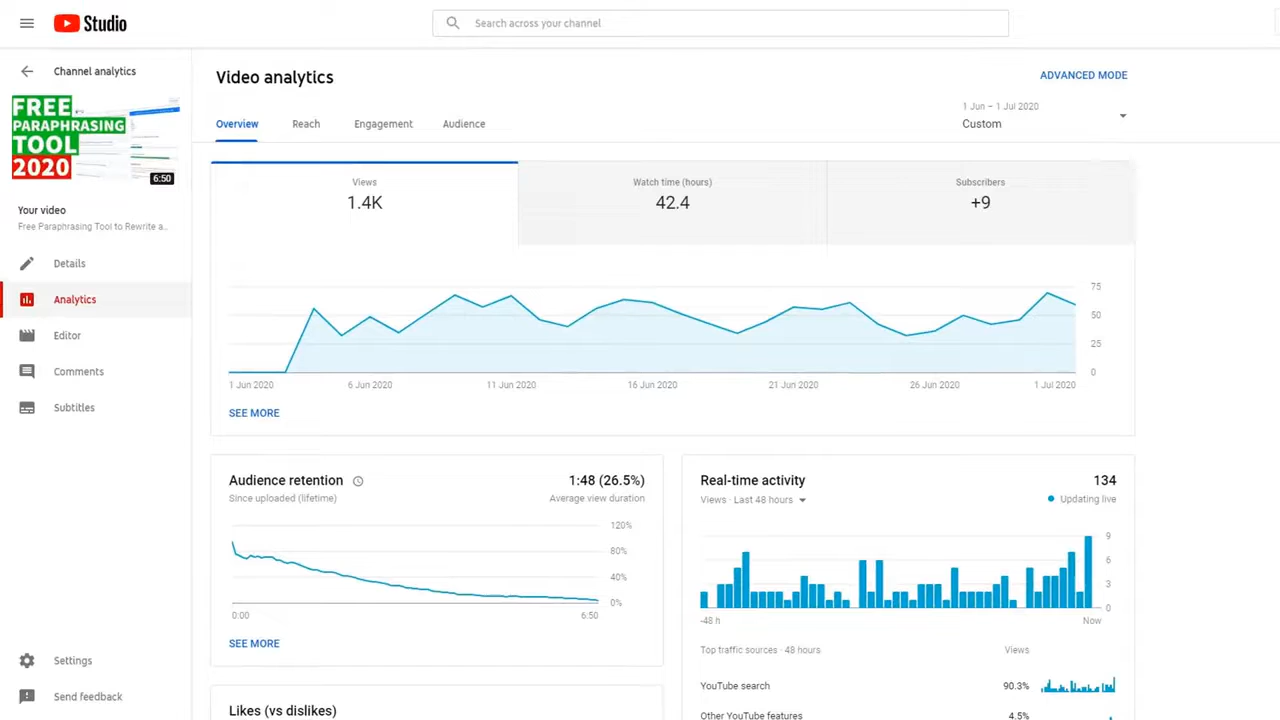 Studio
Search across your channel
Channel analytics
FREE
PARAPHRASING
TOOL
2020
6:50
Your video
Free Paraphrasing Tool to Rewrite a...
Details
Analytics
Editor
Comments
Subtitles
Settings
Send feedback
Video analytics
ADVANCED MODE
Overview
Reach
Engagement
Audience
1 Jun – 1 Jul 2020
Custom
Views
1.4K
Watch time (hours)
42.4
Subscribers
+9
75
50
25
0
1 Jun 2020
6 Jun 2020
11 Jun 2020
16 Jun 2020
21 Jun 2020
26 Jun 2020
1 Jul 2020
SEE MORE
Audience retention
1:48 (26.5%)
Since uploaded (lifetime)
Average view duration
120%
80%
40%
0%
0:00
6:50
SEE MORE
Likes (vs dislikes)
Real-time activity
134
Views · Last 48 hours
Updating live
9
6
3
0
-48 h
Now
Top traffic sources · 48 hours
Views
YouTube search
90.3%
Other YouTube features
4.5%